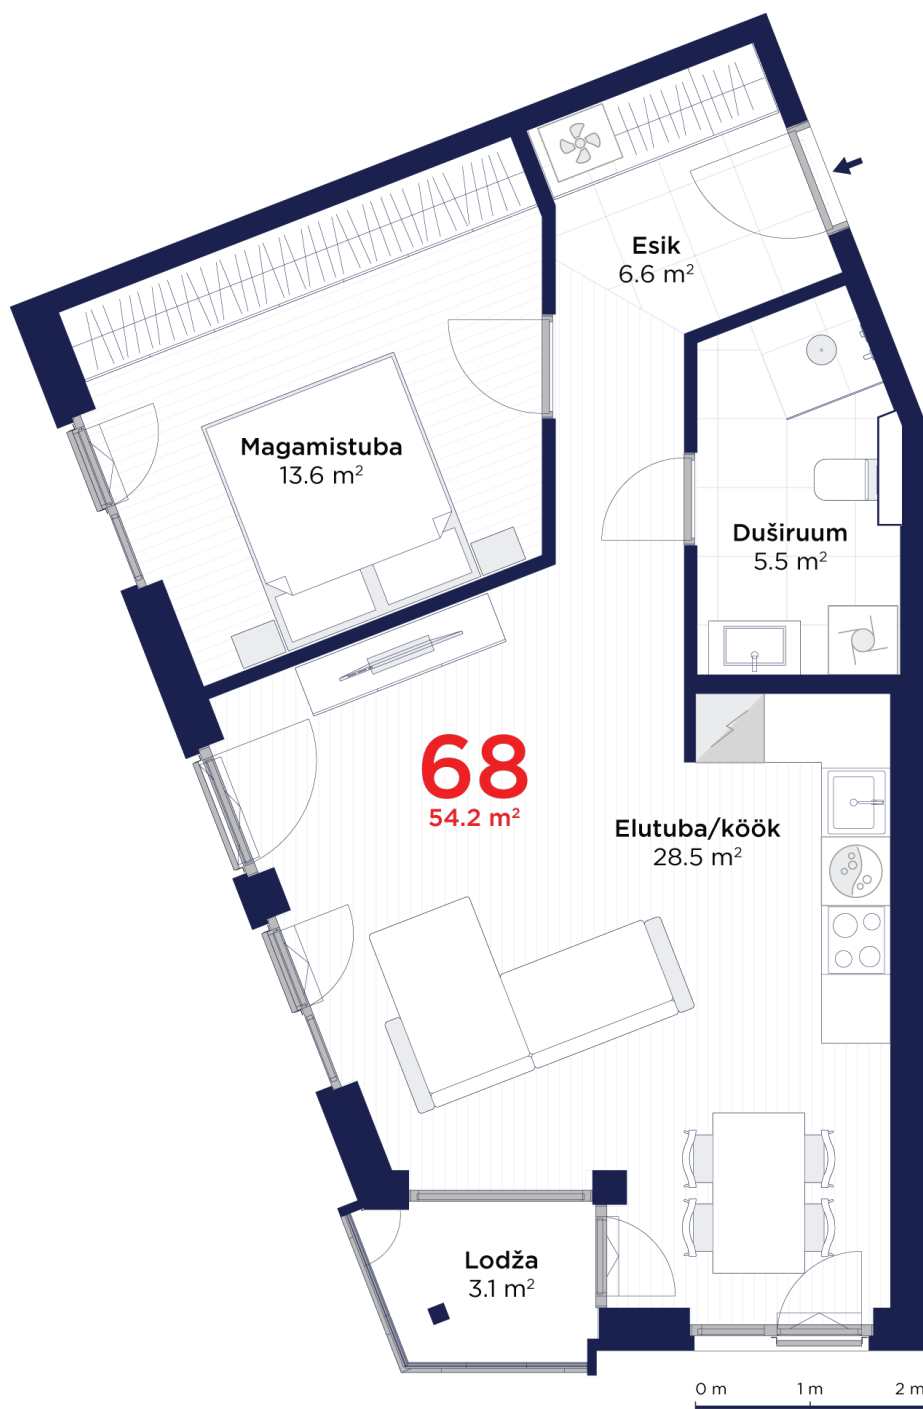 Esik
6.6 m²
Magamistuba
13.6 m²
Duširuum
5.5 m²
68
54.2 m²
Elutuba/köök
28.5 m²
Lodža
3.1 m²
0 m 1 m 2 m